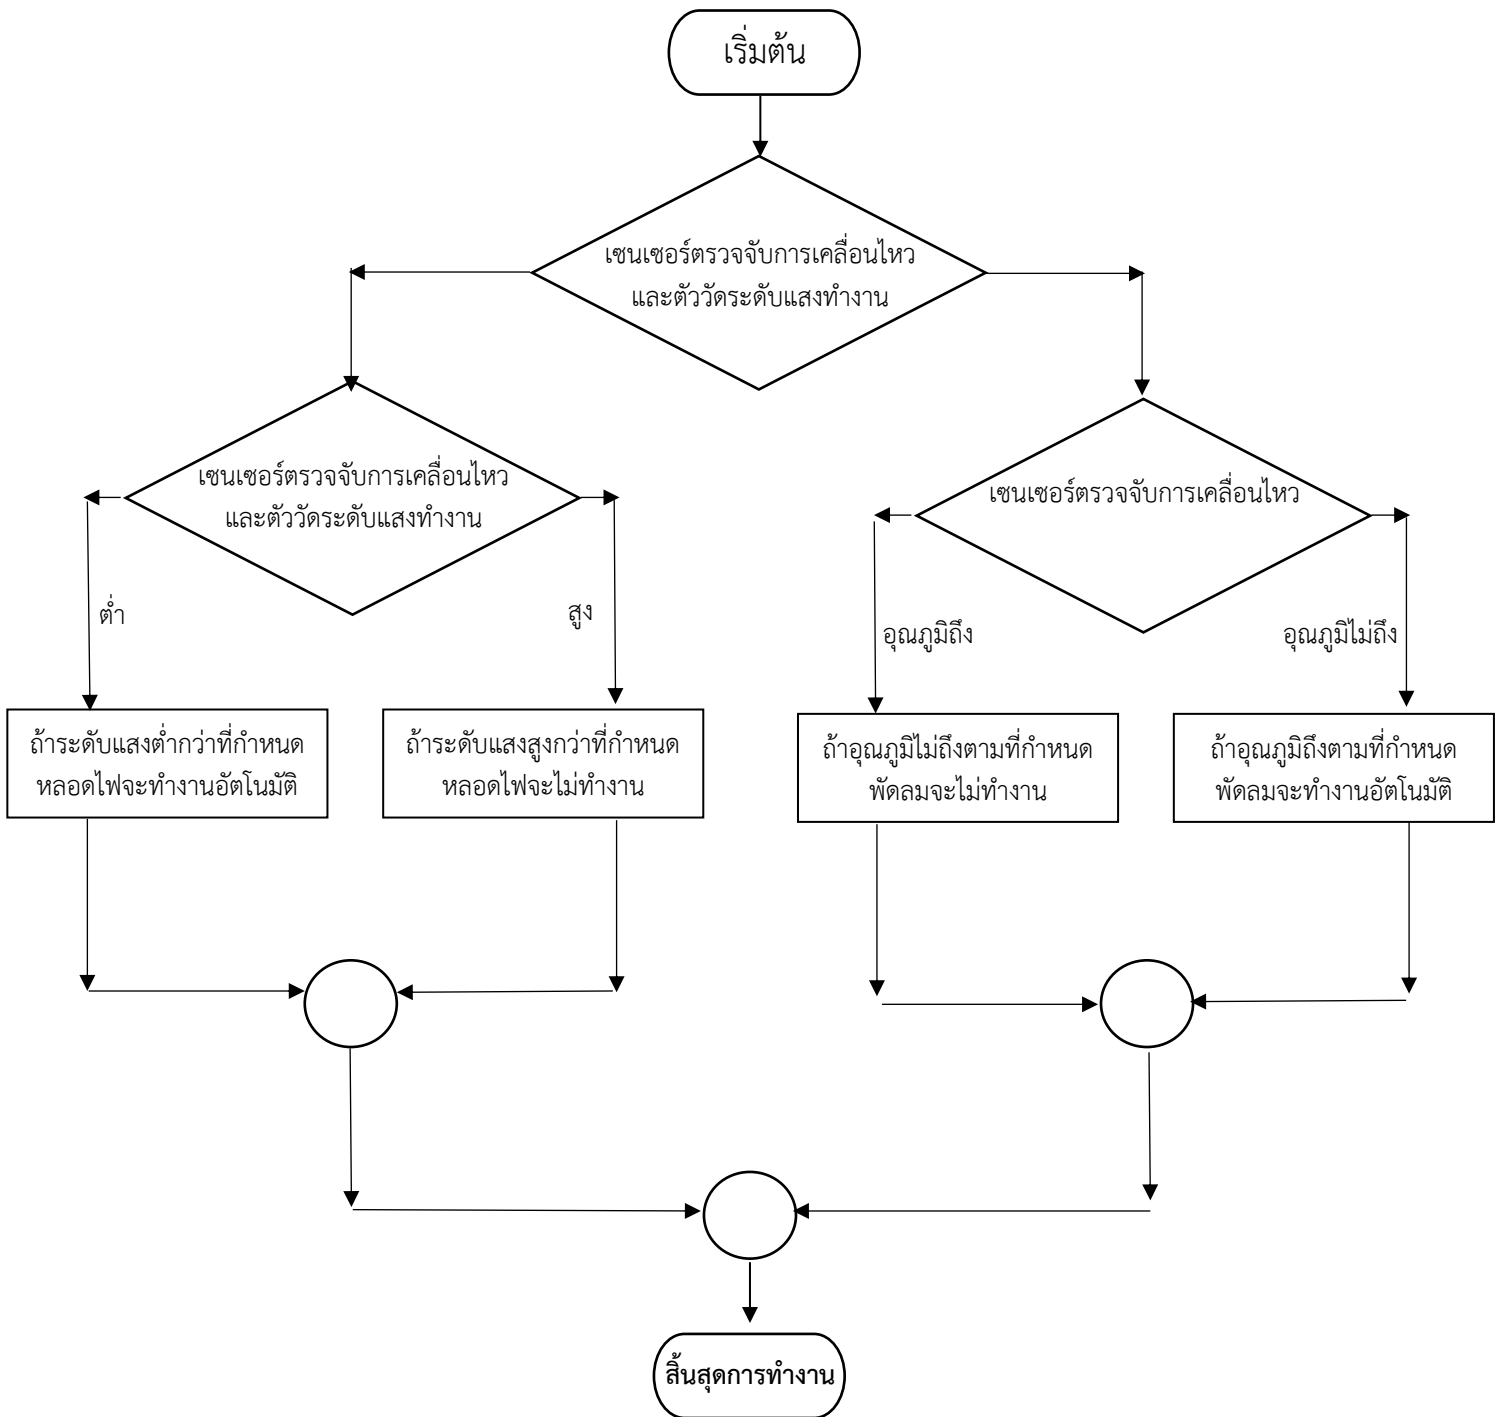 เริ่มต้น
เซนเซอร์ตรวจจับการเคลื่อนไหว
และตัววัดระดับแสงทำงาน
เซนเซอร์ตรวจจับการเคลื่อนไหว
และตัววัดระดับแสงทำงาน
เซนเซอร์ตรวจจับการเคลื่อนไหว
ต่ำ
สูง
อุณภูมิถึง
อุณภูมิไม่ถึง
ถ้าระดับแสงต่ำกว่าที่กำหนด
หลอดไฟจะทำงานอัตโนมัติ
ถ้าระดับแสงสูงกว่าที่กำหนด
หลอดไฟจะไม่ทำงาน
ถ้าอุณภูมิไม่ถึงตามที่กำหนด
พัดลมจะไม่ทำงาน
ถ้าอุณภูมิถึงตามที่กำหนด
พัดลมจะทำงานอัตโนมัติ
สิ้นสุดการทำงาน